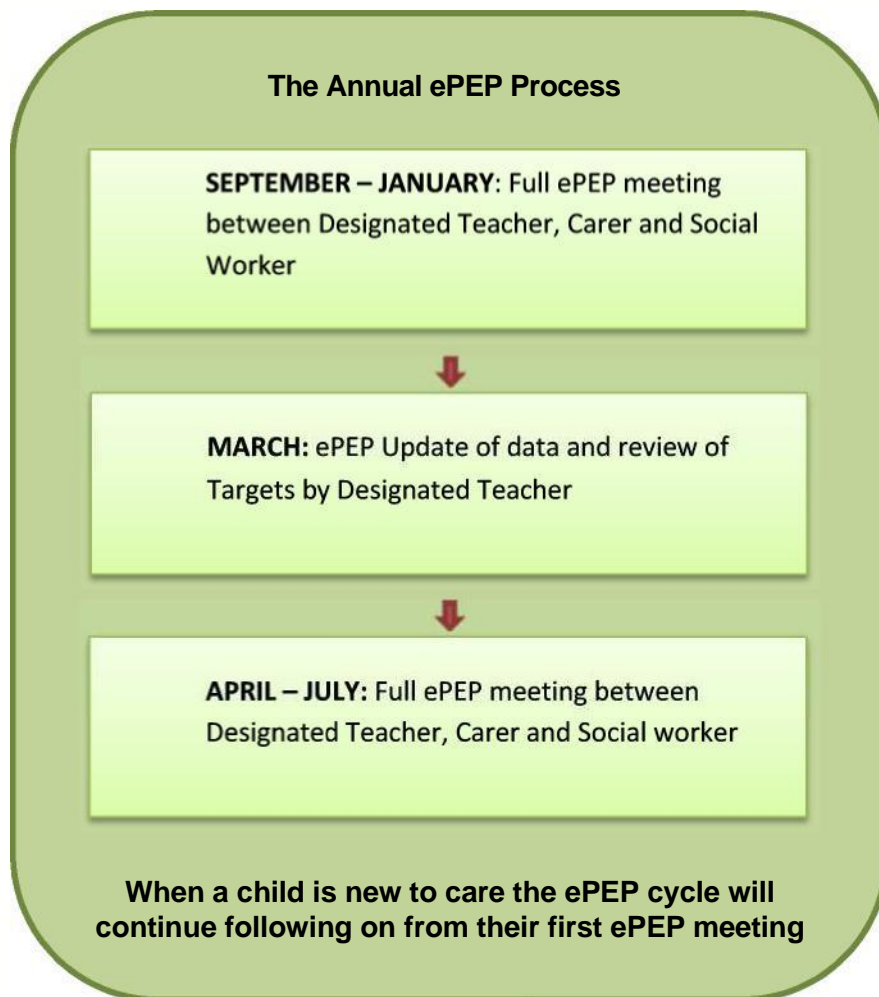 The Annual ePEP Process
SEPTEMBER – JANUARY: Full ePEP meeting
between Designated Teacher, Carer and Social
Worker
MARCH: ePEP Update of data and review of
Targets by Designated Teacher
APRIL – JULY: Full ePEP meeting between
Designated Teacher, Carer and Social worker
When a child is new to care the ePEP cycle will
continue following on from their first ePEP meeting